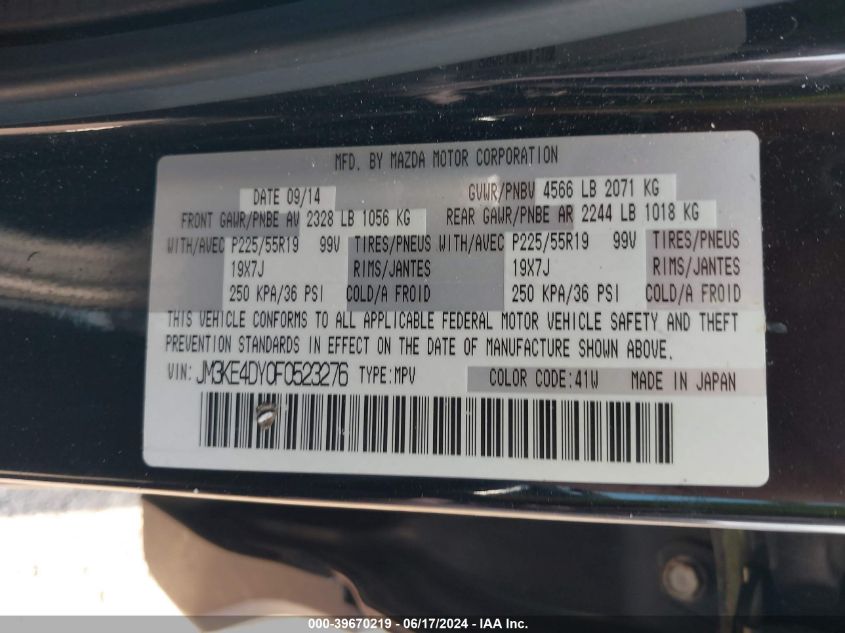 MFD. BY MAZDA MOTOR CORPORATION
DATE 09/14 GVWR/PNBV 4566 LB 2071 KG
FRONT GAWR/PNBE AV 2328 LB 1056 KG REAR GAWR/PNBE AR 2244 LB 1018 KG
WITH/AVEC P225/55R19 99V TIRES/PNEUS WITH/AVEC P225/55R19 99V TIRES/PNEUS
19X7J RIMS/JANTES 19X7J RIMS/JANTES
250 KPA/36 PSI COLD/A FROID 250 KPA/36 PSI COLD/A FROID
THIS VEHICLE CONFORMS TO ALL APPLICABLE FEDERAL MOTOR VEHICLE SAFETY AND THEFT
PREVENTION STANDARDS IN EFFECT ON THE DATE OF MANUFACTURE SHOWN ABOVE.
VIN: JM3KE4DY0F0523276 TYPE:MPV COLOR CODE:41W MADE IN JAPAN
000-39670219 - 06/17/2024 - IAA Inc.